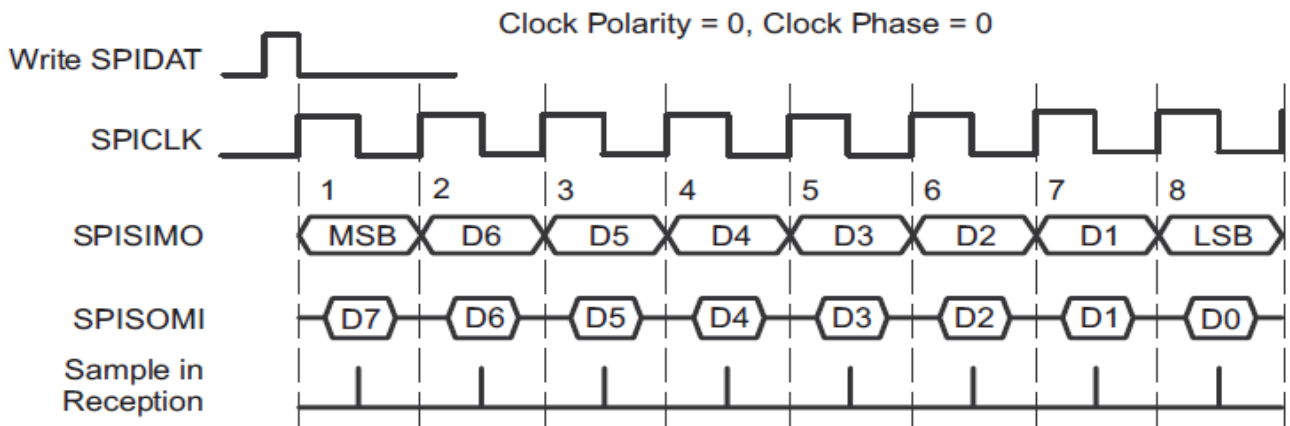 Clock Polarity = 0, Clock Phase = 0
Write SPIDAT
SPICLK
1 2 3 4 5 6 7 8
SPISIMO MSB D6 D5 D4 D3 D2 D1 LSB
SPISOMI D7 D6 D5 D4 D3 D2 D1 D0
Sample in
Reception